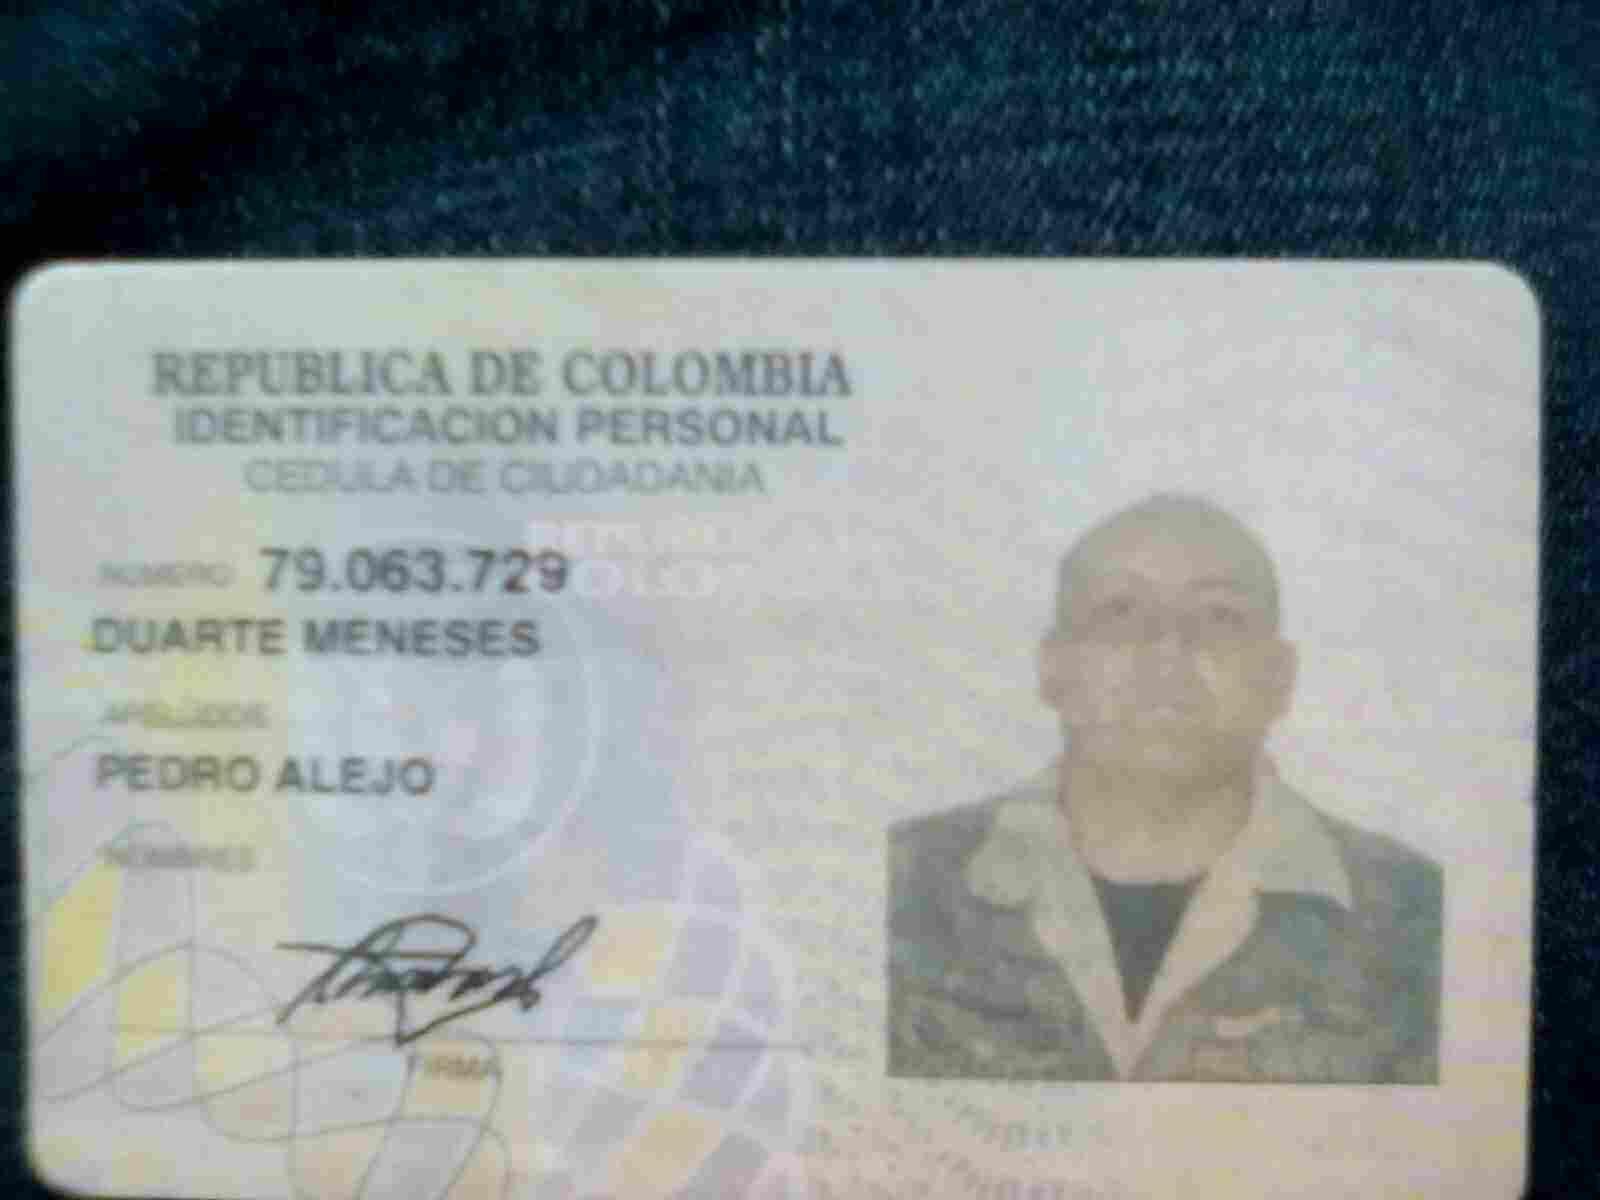 REPUBLICA DE COLOMBIA
IDENTIFICACION PERSONAL
CEDULA DE CIUDADANIA
NUMERO 79.063.729
DUARTE MENESES
APELLIDOS
PEDRO ALEJO
NOMBRES
FIRMA